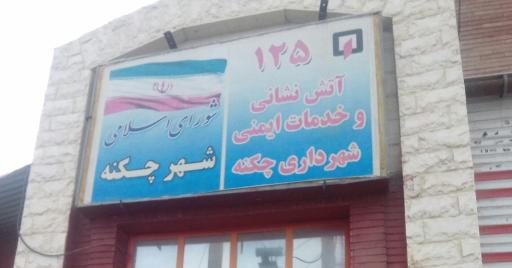 ۱۲۵
آتش نشانی
و خدمات ایمنی
شهرداری چکنه
شورای اسلامی
شهر چکنه